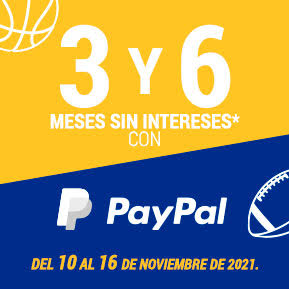 3 Y 6
MESES SIN INTERESES*
CON
PayPal
DEL 10 AL 16 DE NOVIEMBRE DE 2021.